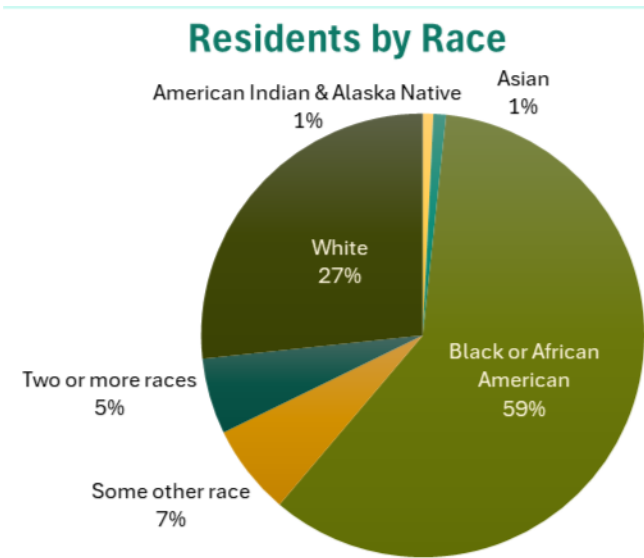 Residents by Race
American Indian & Alaska Native
1%
Asian
1%
White
27%
Black or African
American
59%
Two or more races
5%
Some other race
7%